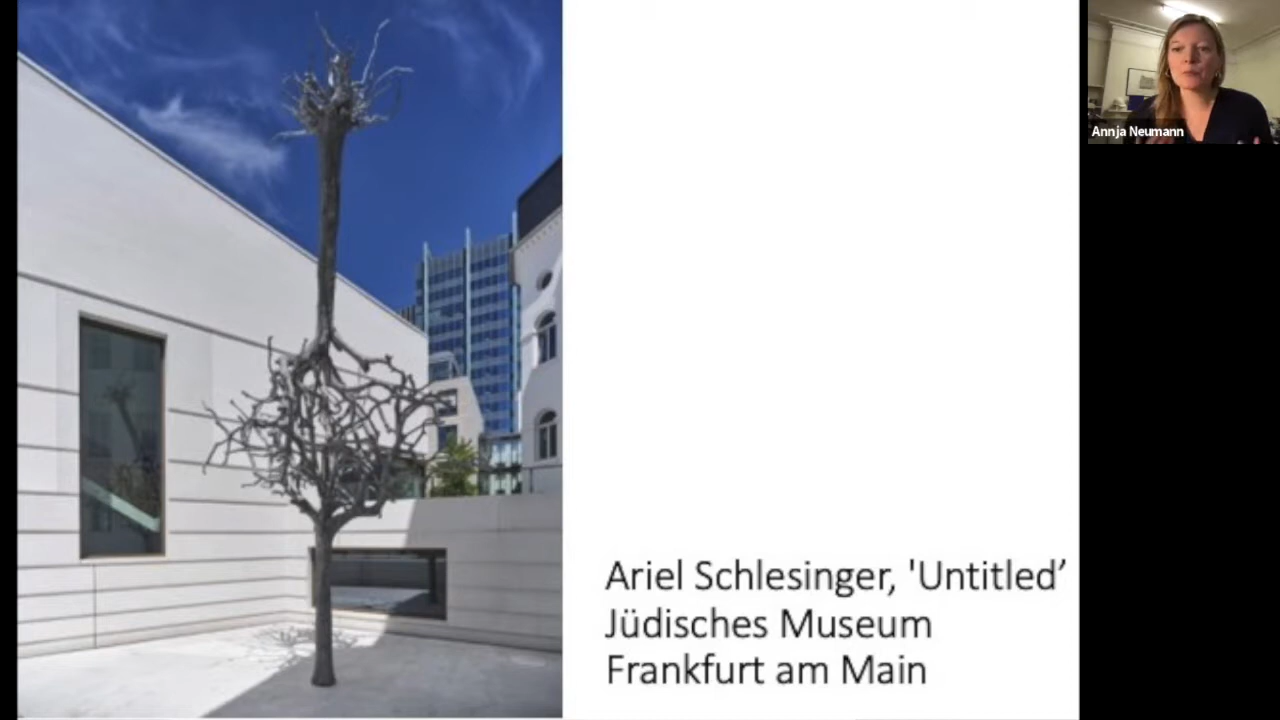 Annja Neumann
Ariel Schlesinger, 'Untitled’
Jüdisches Museum
Frankfurt am Main